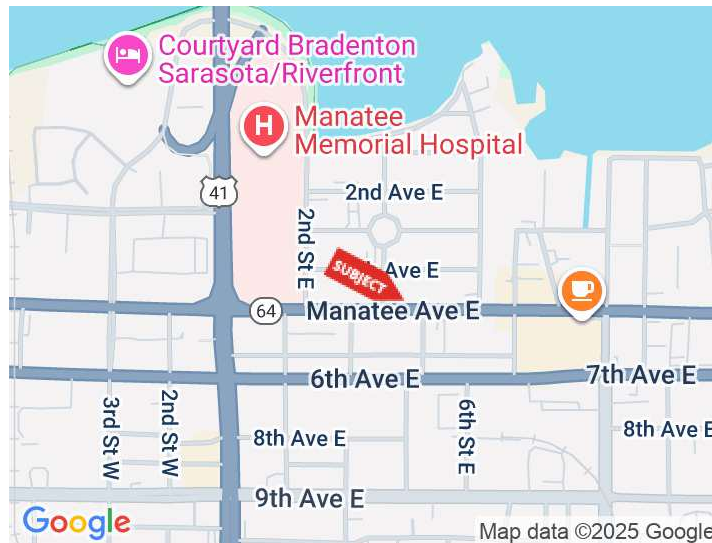 Courtyard Bradenton
Sarasota/Riverfront
H
Manatee
Memorial Hospital
41
2nd Ave E
2nd St E
SUBJECT
Ave E
64
Manatee Ave E
6th Ave E
7th Ave E
3rd St W
2nd St W
8th Ave E
6th St E
8th Ave E
9th Ave E
Google
Map data ©2025 Google